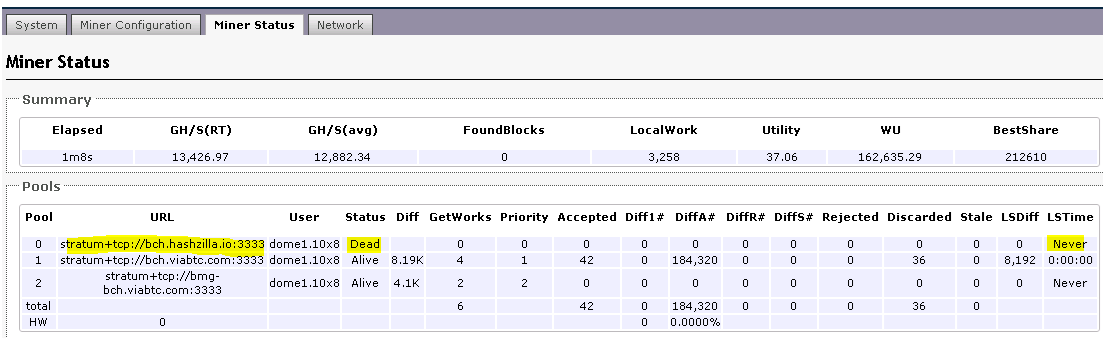 System Miner Configuration Miner Status Network
Miner Status
Summary
Elapsed GH/S(RT) GH/S(avg) FoundBlocks LocalWork Utility WU BestShare
1m8s 13,426.97 12,882.34 0 3,258 37.06 162,635.29 212610
Pools
Pool URL User Status Diff GetWorks Priority Accepted Diff1# DiffA# DiffR# DiffS# Rejected Discarded Stale LSDiff LSTime
0 stratum+tcp://bch.hashzilla.io:3333 dome1.10x8 Dead 0 0 0 0 0 0 0 0 0 0 0 Never
1 stratum+tcp://bch.viabtc.com:3333 dome1.10x8 Alive 8.19K 4 1 42 0 184,320 0 0 0 36 0 8,192 0:00:00
2 stratum+tcp://bmg- dome1.10x8 Alive 4.1K 2 2 0 0 0 0 0 0 0 0 0 Never
bch.viabtc.com:3333
total 6 42 0 184,320 0 0 0 36 0
HW 0 0 0.0000%